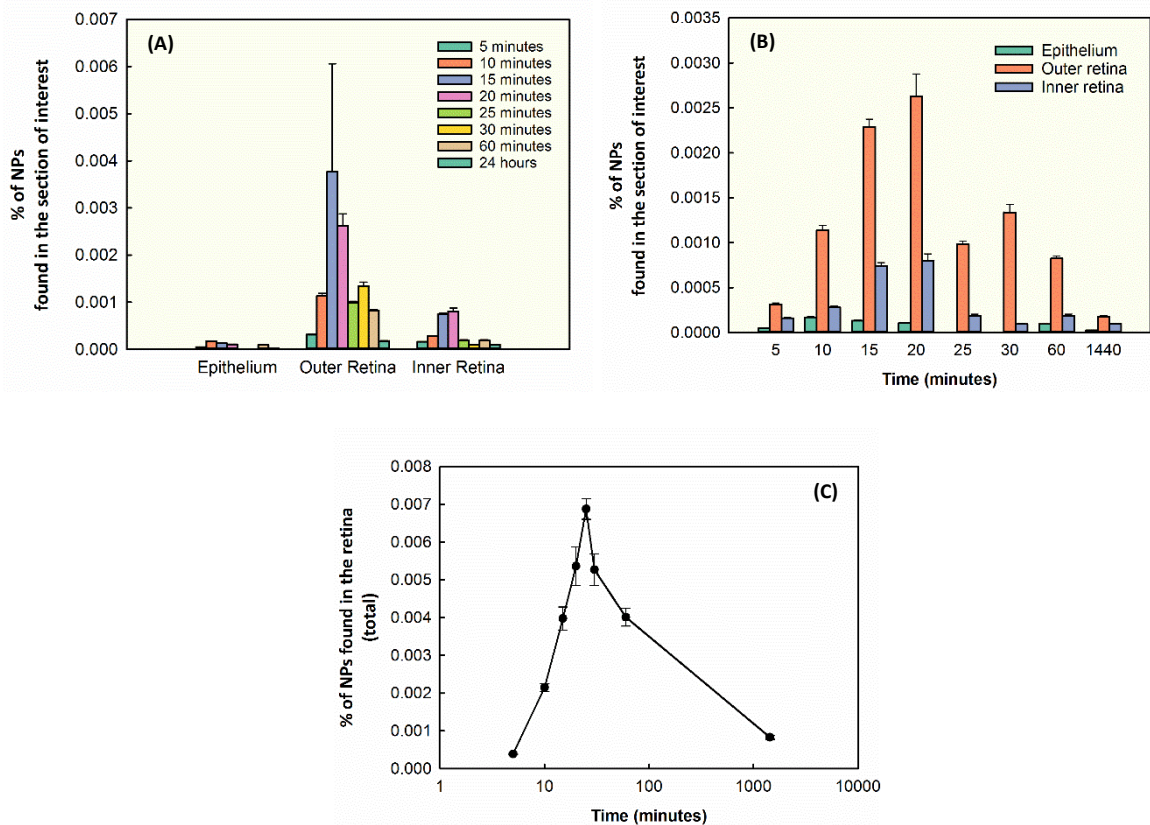 (A)
% of NPs
found in the section of interest
0.007
0.006
0.005
0.004
0.003
0.002
0.001
0.000
5 minutes
10 minutes
15 minutes
20 minutes
25 minutes
30 minutes
60 minutes
24 hours
Epithelium Outer Retina Inner Retina
(B)
% of NPs
found in the section of interest
0.0035
0.0030
0.0025
0.0020
0.0015
0.0010
0.0005
0.0000
Epithelium
Outer retina
Inner retina
5 10 15 20 25 30 60 1440
Time (minutes)
(C)
% of NPs found in the retina
(total)
0.008
0.007
0.006
0.005
0.004
0.003
0.002
0.001
0.000
1 10 100 1000 10000
Time (minutes)